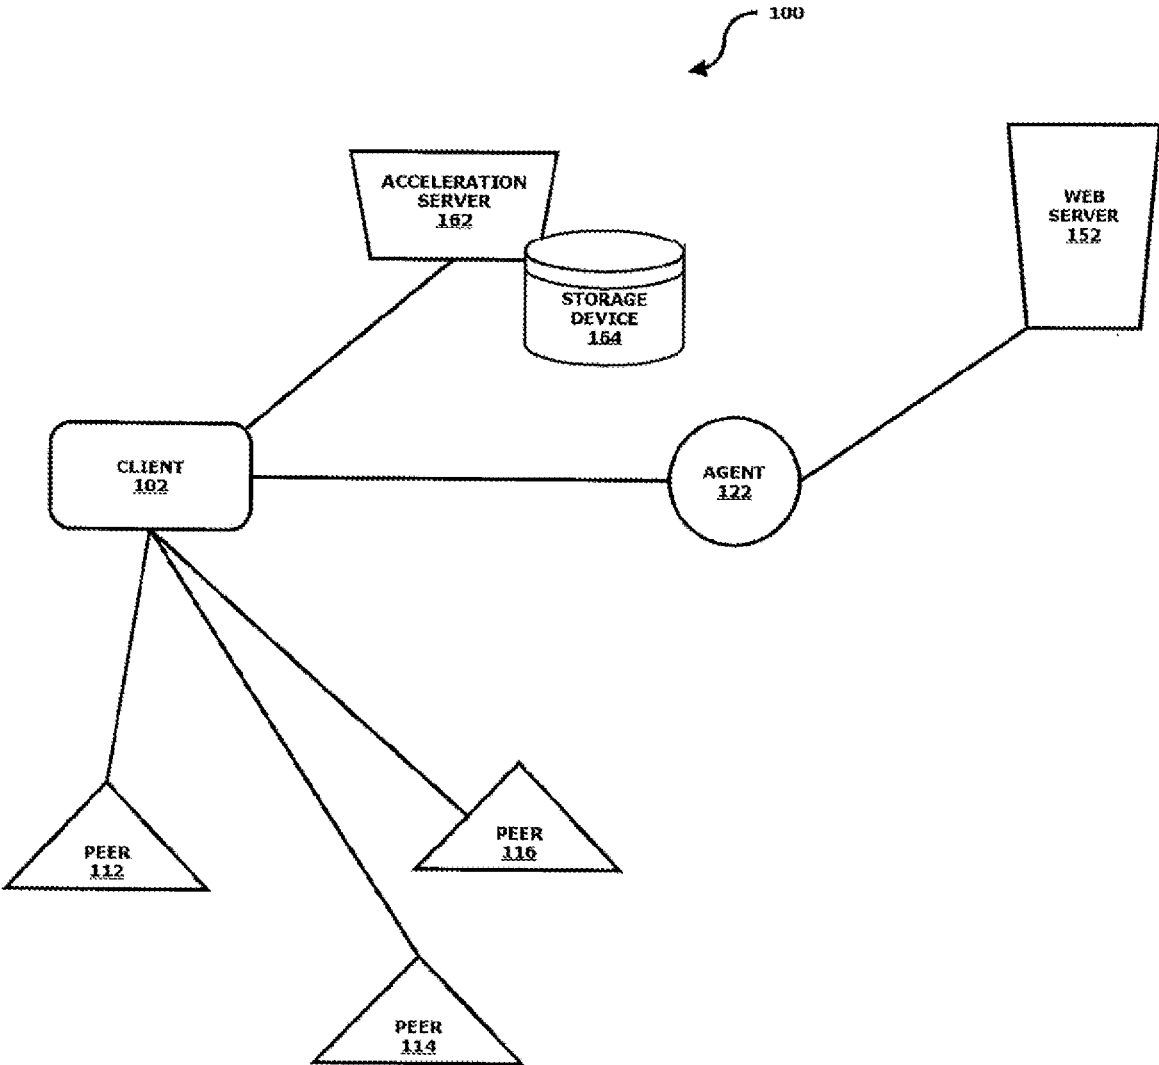 100
ACCELERATION
SERVER
162
WEB
SERVER
152
STORAGE
DEVICE
164
CLIENT
102
AGENT
122
PEER
116
PEER
112
PEER
114